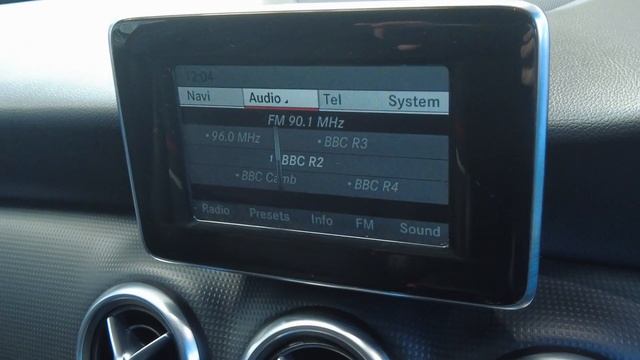 12:04
Navi Audio Tel System
FM 90.1 MHz
96.0 MHz BBC R3
1 BBC R2
BBC Camb BBC R4
Radio Presets Info FM Sound